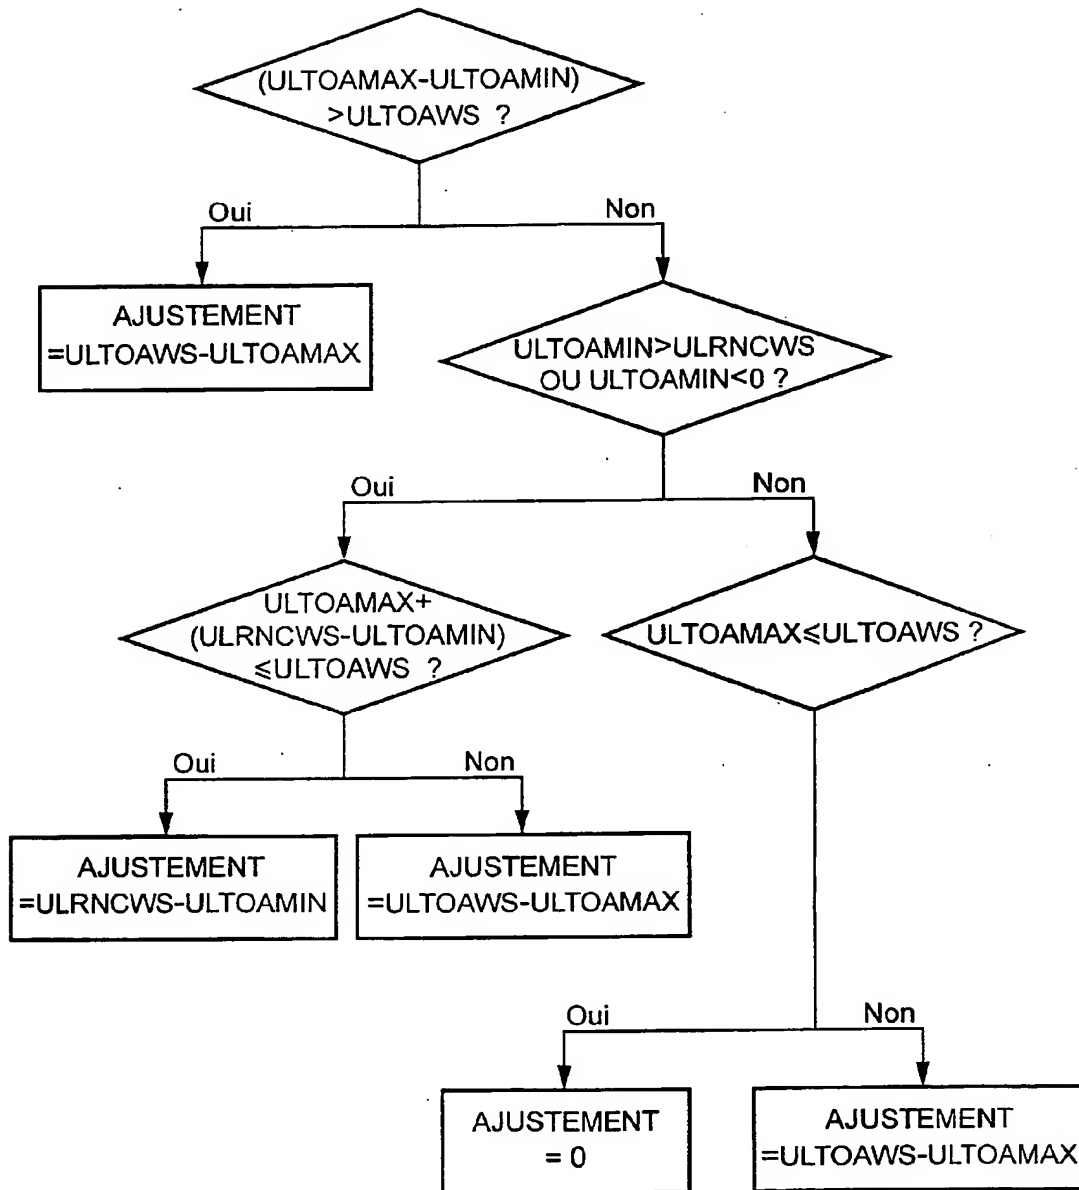 (ULTOAMAX-ULTOAMIN)
>ULTOAWS ?
Oui
Non
AJUSTEMENT
=ULTOAWS-ULTOAMAX
ULTOAMIN>ULRNCWS
OU ULTOAMIN<0 ?
Oui
Non
ULTOAMAX+
(ULRNCWS-ULTOAMIN)
⩽ULTOAWS ?
ULTOAMAX⩽ULTOAWS ?
Oui
Non
AJUSTEMENT
=ULRNCWS-ULTOAMIN
AJUSTEMENT
=ULTOAWS-ULTOAMAX
Oui
Non
AJUSTEMENT
= 0
AJUSTEMENT
=ULTOAWS-ULTOAMAX